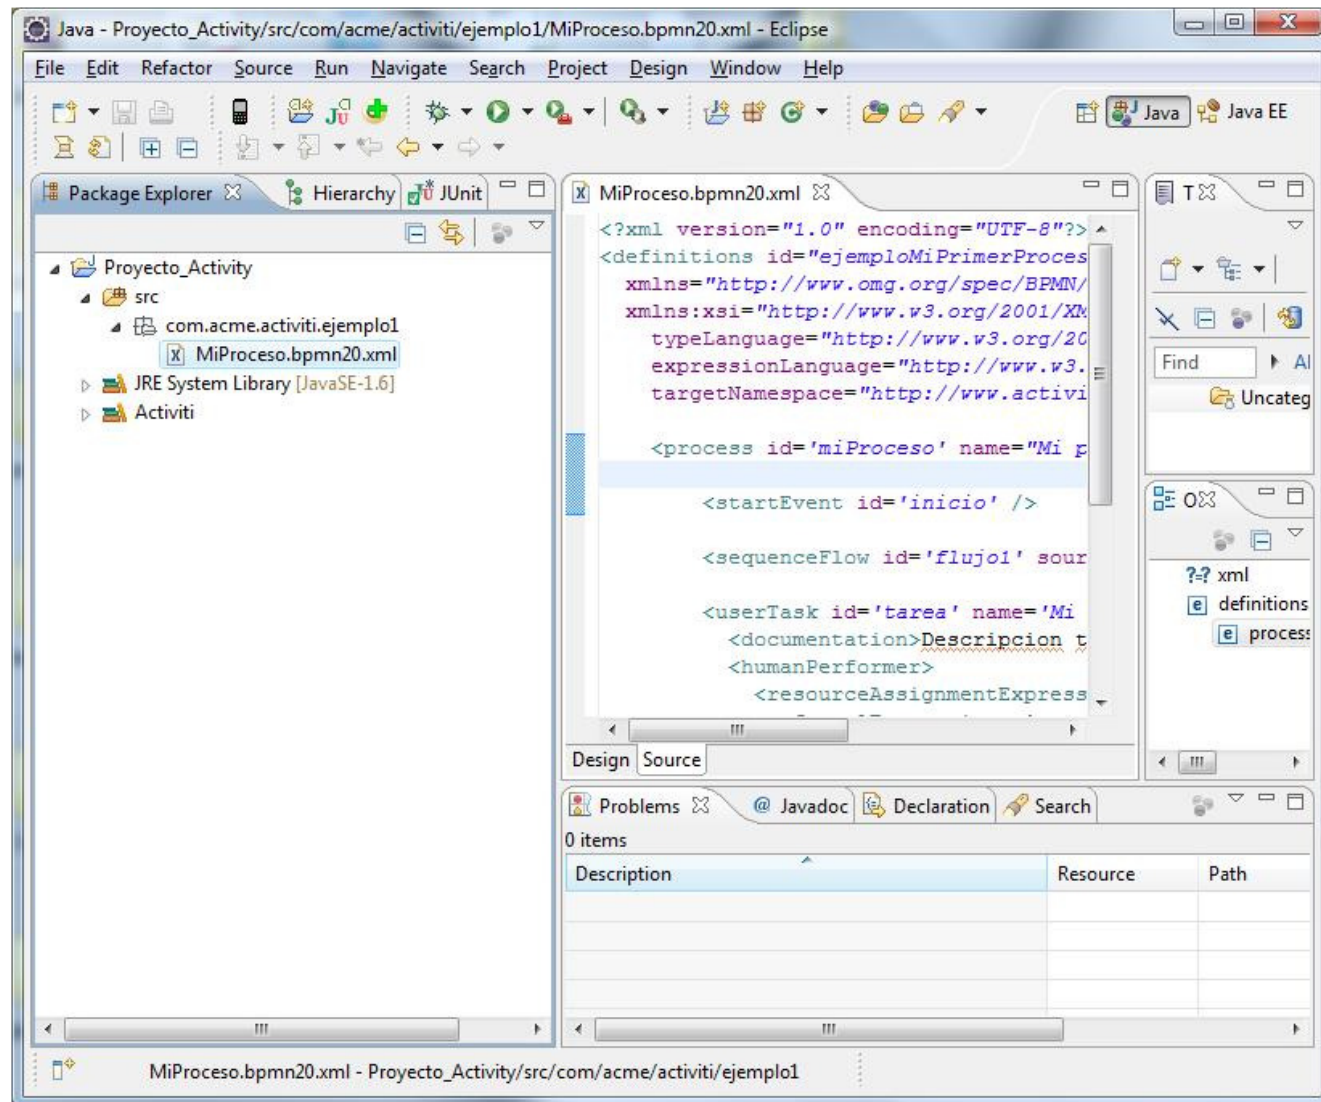 Java - Proyecto_Activity/src/com/acme/activiti/ejemplo1/MiProceso.bpmn20.xml - Eclipse
File Edit Refactor Source Run Navigate Search Project Design Window Help
Java Java EE
Package Explorer Hierarchy JUnit
Proyecto_Activity
src
com.acme.activiti.ejemplo1
MiProceso.bpmn20.xml
JRE System Library [JavaSE-1.6]
Activiti
MiProceso.bpmn20.xml
<?xml version="1.0" encoding="UTF-8"?>
<definitions id="ejemploMiPrimerProces
xmlns="http://www.omg.org/spec/BPMN/
xmlns:xsi="http://www.w3.org/2001/XM
typeLanguage="http://www.w3.org/20
expressionLanguage="http://www.w3.
targetNamespace="http://www.activi
<process id='miProceso' name="Mi p
<startEvent id='inicio' />
<sequenceFlow id='flujo1' sour
<userTask id='tarea' name='Mi
<documentation>Descripcion t
<humanPerformer>
<resourceAssignmentExpress
Design Source
T
Find Al
Uncateg
O
?=? xml
e definitions
e process
Problems @ Javadoc Declaration Search
0 items
Description Resource Path
MiProceso.bpmn20.xml - Proyecto_Activity/src/com/acme/activiti/ejemplo1